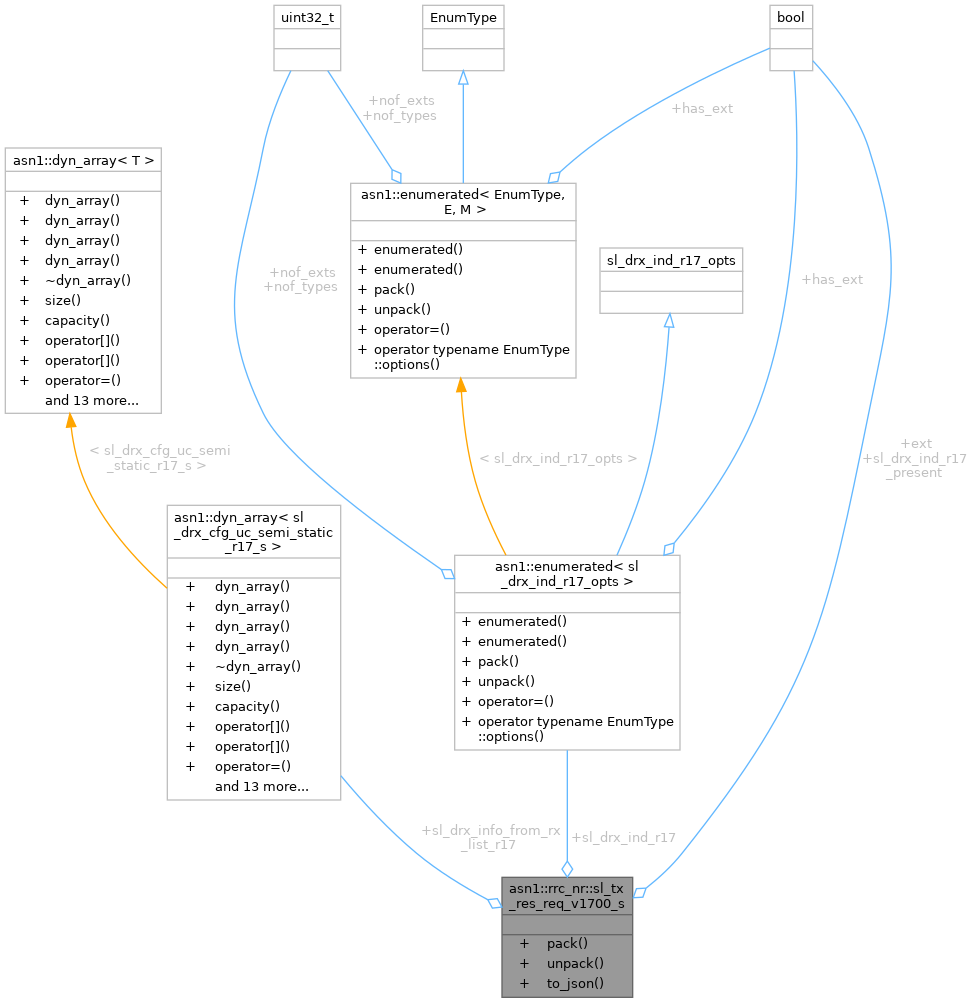 uint32_t
EnumType
bool
+nof_exts
+nof_types
+has_ext
asn1::dyn_array< T >
+ dyn_array()
+ dyn_array()
+ dyn_array()
+ dyn_array()
+ ~dyn_array()
+ size()
+ capacity()
+ operator[]()
+ operator[]()
+ operator=()
and 13 more...
asn1::enumerated< EnumType,
E, M >
+ enumerated()
+ enumerated()
+ pack()
+ unpack()
+ operator=()
+ operator typename EnumType
::options()
sl_drx_ind_r17_opts
+nof_exts
+nof_types
+has_ext
< sl_drx_cfg_uc_semi
_static_r17_s >
< sl_drx_ind_r17_opts >
+ext
+sl_drx_ind_r17
_present
asn1::dyn_array< sl
_drx_cfg_uc_semi_static
_r17_s >
+ dyn_array()
+ dyn_array()
+ dyn_array()
+ dyn_array()
+ ~dyn_array()
+ size()
+ capacity()
+ operator[]()
+ operator[]()
+ operator=()
and 13 more...
asn1::enumerated< sl
_drx_ind_r17_opts >
+ enumerated()
+ enumerated()
+ pack()
+ unpack()
+ operator=()
+ operator typename EnumType
::options()
+sl_drx_info_from_rx
_list_r17
+sl_drx_ind_r17
asn1::rrc_nr::sl_tx
_res_req_v1700_s
+ pack()
+ unpack()
+ to_json()